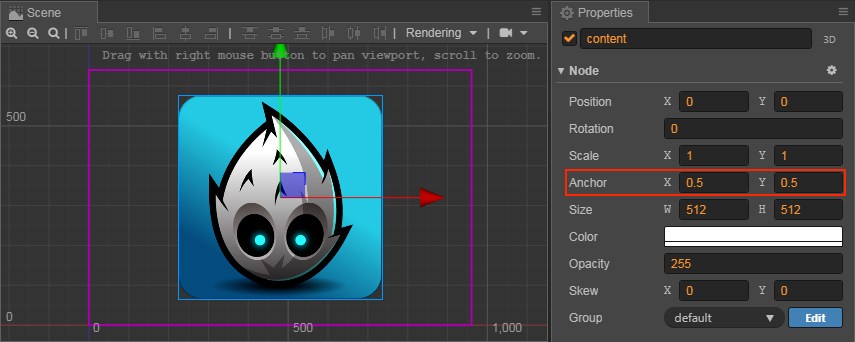 Scene
Rendering
Drag with right mouse button to pan viewport, scroll to zoom.
500
0
0
500
1,000
Properties
content
3D
Node
Position X 0 Y 0
Rotation 0
Scale X 1 Y 1
Anchor X 0.5 Y 0.5
Size W 512 H 512
Color
Opacity 255
Skew X 0 Y 0
Group default Edit